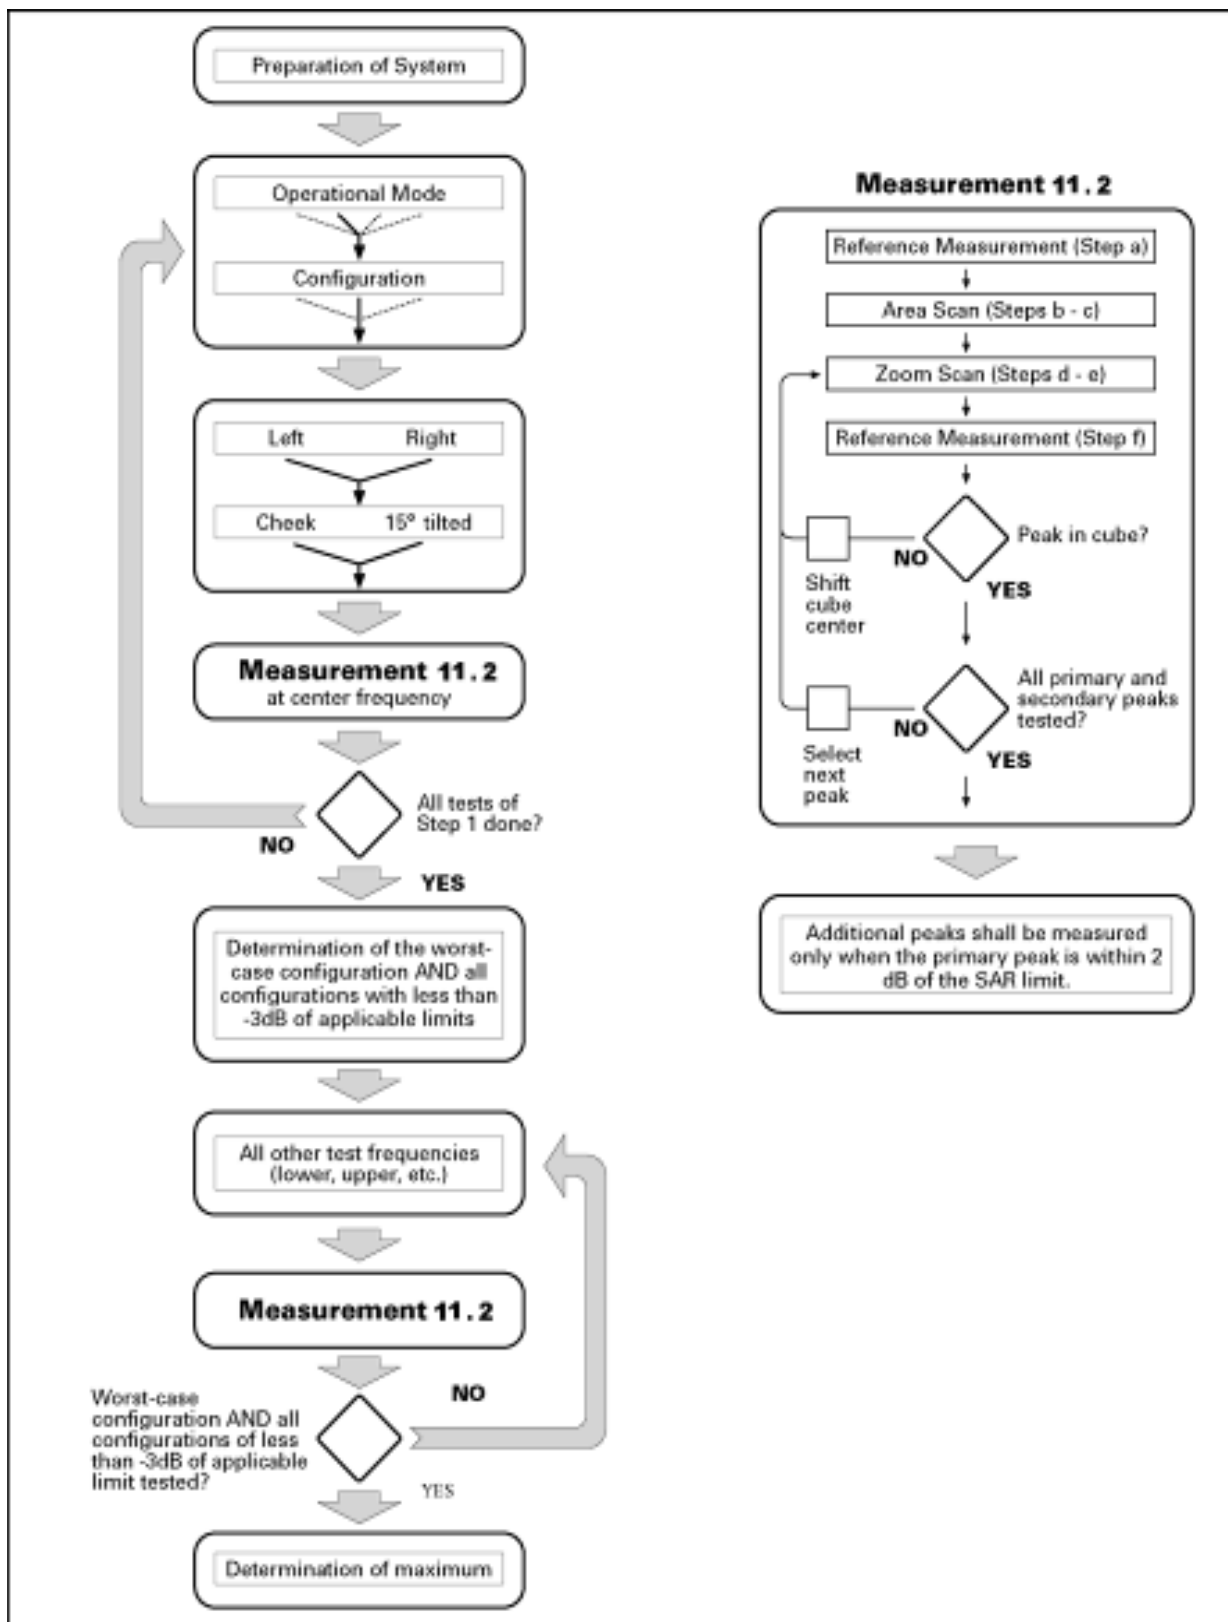 Preparation of System
Operational Mode
Configuration
Left Right
Cheek 15° tilted
Measurement 11.2
at center frequency
All tests of
Step 1 done?
NO
YES
Determination of the worst-
case configuration AND all
configurations with less than
-3dB of applicable limits
All other test frequencies
(lower, upper, etc.)
Measurement 11.2
NO
Worst-case
configuration AND all
configurations of less
than -3dB of applicable
limit tested?
YES
Determination of maximum
Measurement 11.2
Reference Measurement (Step a)
Area Scan (Steps b - c)
Zoom Scan (Steps d - e)
Reference Measurement (Step f)
Peak in cube?
NO
YES
Shift
cube
center
All primary and
secondary peaks
tested?
NO
YES
Select
next
peak
Additional peaks shall be measured
only when the primary peak is within 2
dB of the SAR limit.